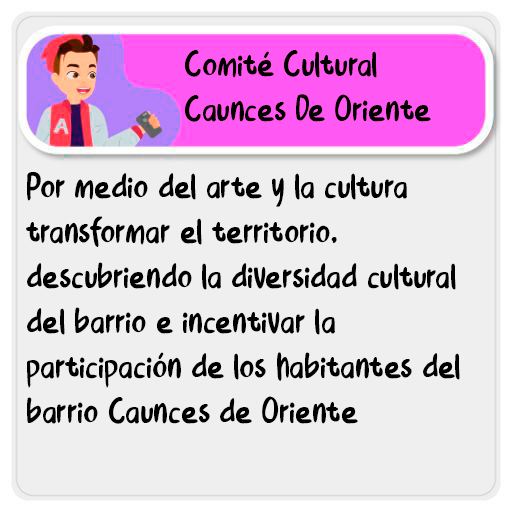 A
Comité Cultural
Caunces De Oriente
Por medio del arte y la cultura
transformar el territorio,
descubriendo la diversidad cultural
del barrio e incentivar la
participación de los habitantes del
barrio Caunces de Oriente